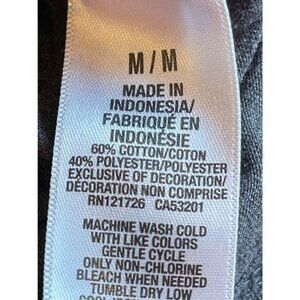 M/M
MADE IN
INDONESIA/
FABRIQUÉ EN
INDONÉSIE
60% COTTON/COTON
40% POLYESTER/POLYESTER
EXCLUSIVE OF DECORATION/
DÉCORATION NON COMPRISE
RN121726 CA53201
MACHINE WASH COLD
WITH LIKE COLORS
GENTLE CYCLE
ONLY NON-CHLORINE
BLEACH WHEN NEEDED
TUMBLE DRY LOW